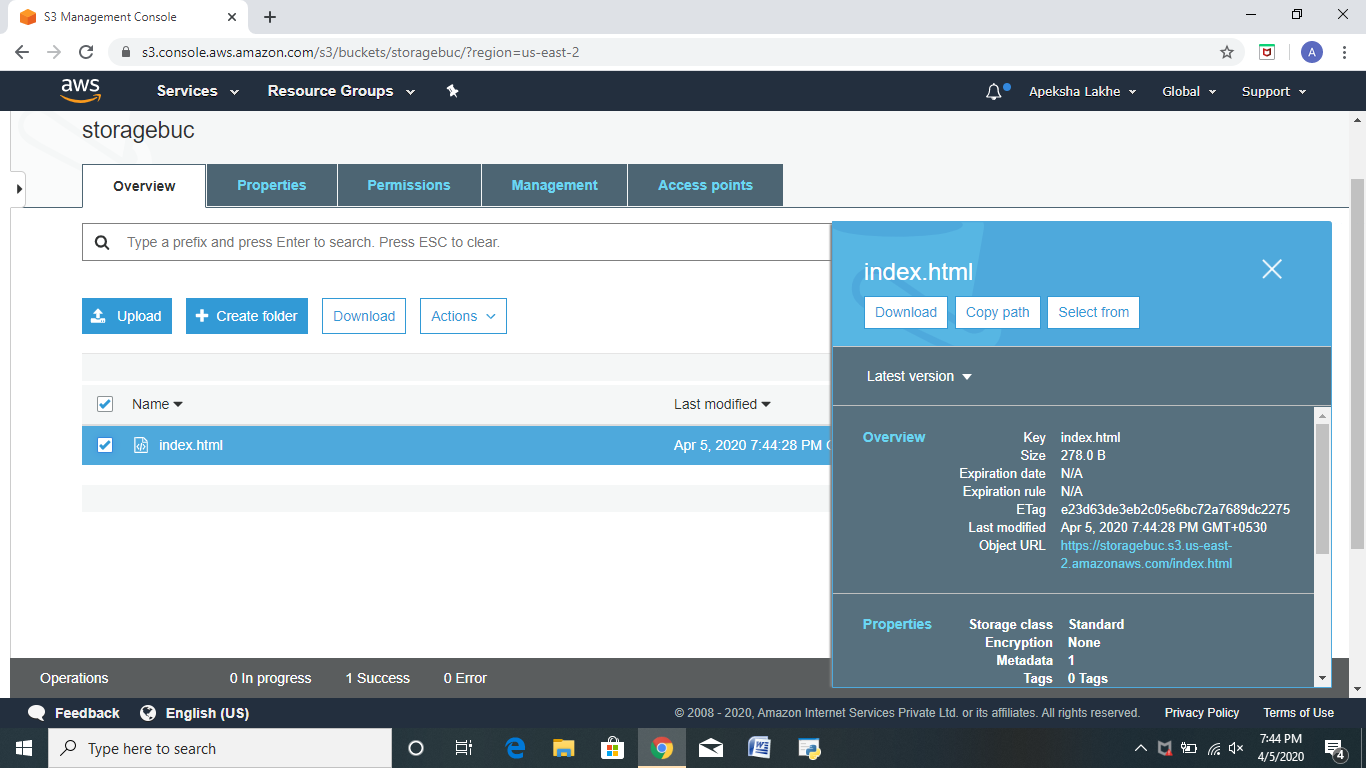 S3 Management Console
s3.console.aws.amazon.com/s3/buckets/storagebuc/?region=us-east-2
A
aws Services Resource Groups Apeksha Lakhe Global Support
storagebuc
Overview Properties Permissions Management Access points
Type a prefix and press Enter to search. Press ESC to clear.
Upload Create folder Download Actions
Name Last modified
index.html Apr 5, 2020 7:44:28 PM
index.html
Download Copy path Select from
Latest version
Overview Key index.html
Size 278.0 B
Expiration date N/A
Expiration rule N/A
ETag e23d63de3eb2c05e6bc72a7689dc2275
Last modified Apr 5, 2020 7:44:28 PM GMT+0530
Object URL https://storagebuc.s3.us-east-
2.amazonaws.com/index.html
Properties Storage class Standard
Encryption None
Metadata 1
Tags 0 Tags
Operations 0 In progress 1 Success 0 Error
Feedback English (US) © 2008 - 2020, Amazon Internet Services Private Ltd. or its affiliates. All rights reserved. Privacy Policy Terms of Use
Type here to search
7:44 PM
4/5/2020
4